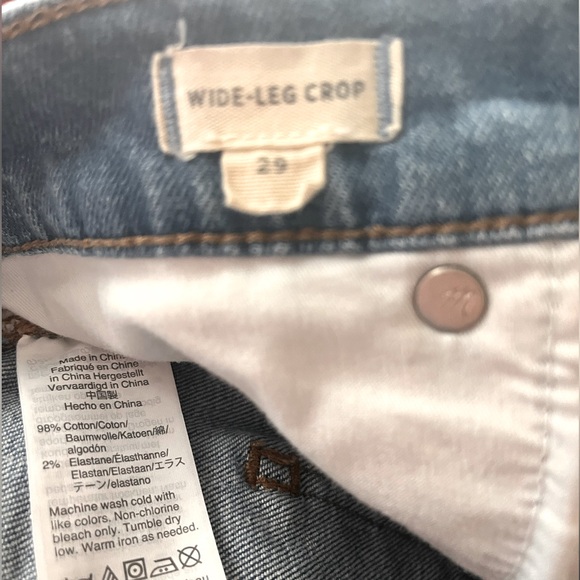 WIDE-LEG CROP
29
m
Made in China
Fabriqué en Chine
in China Hergestellt
Vervaardigd in China
中国製
Hecho en China
98% Cotton/Coton/
Baumwolle/Katoen/綿/
algodón
2% Elastane/Élasthanne/
Elastan/Elastaan/エラス
テーン/elastano
Machine wash cold with
like colors. Non-chlorine
bleach only. Tumble dry
low. Warm iron as needed.